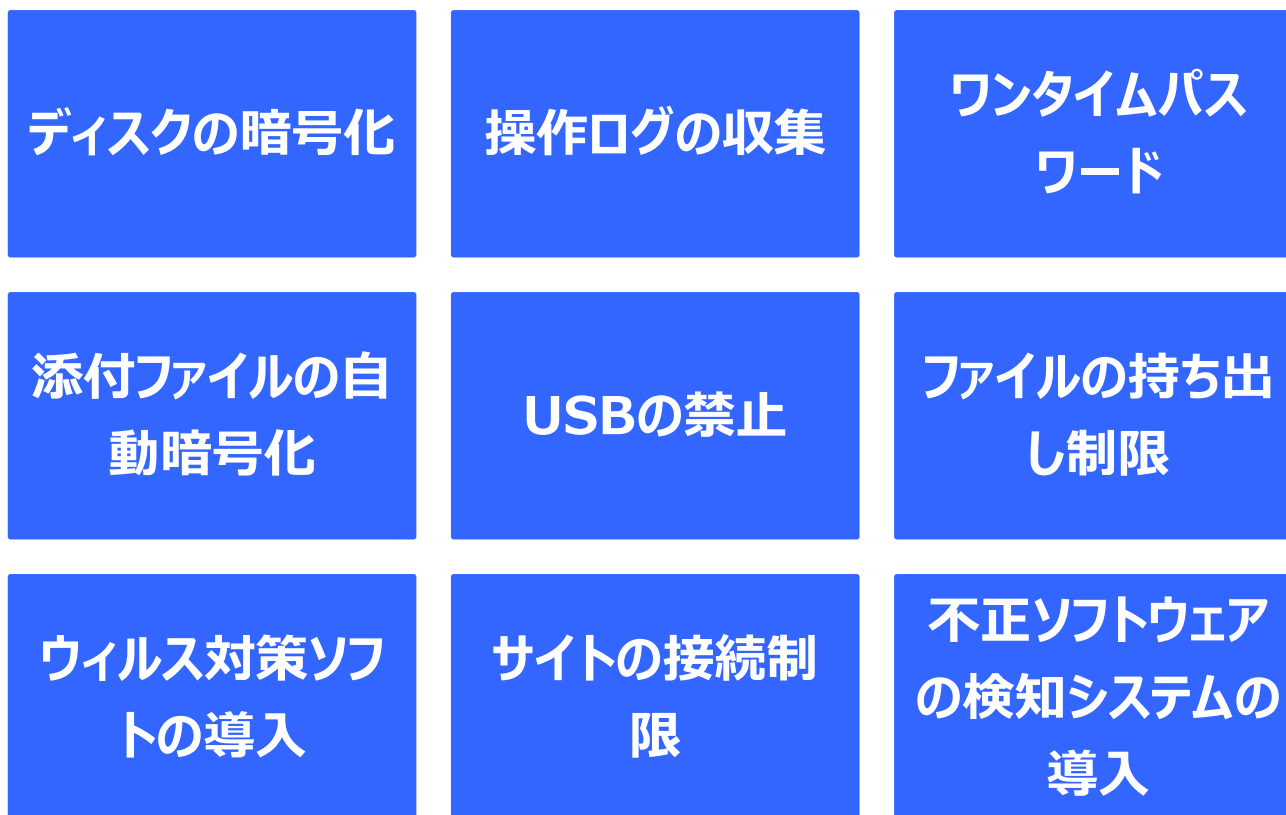 ディスクの暗号化
操作ログの収集
ワンタイムパス
ワード
添付ファイルの自
動暗号化
USBの禁止
ファイルの持ち出
し制限
ウィルス対策ソフ
トの導入
サイトの接続制
限
不正ソフトウェア
の検知システムの
導入